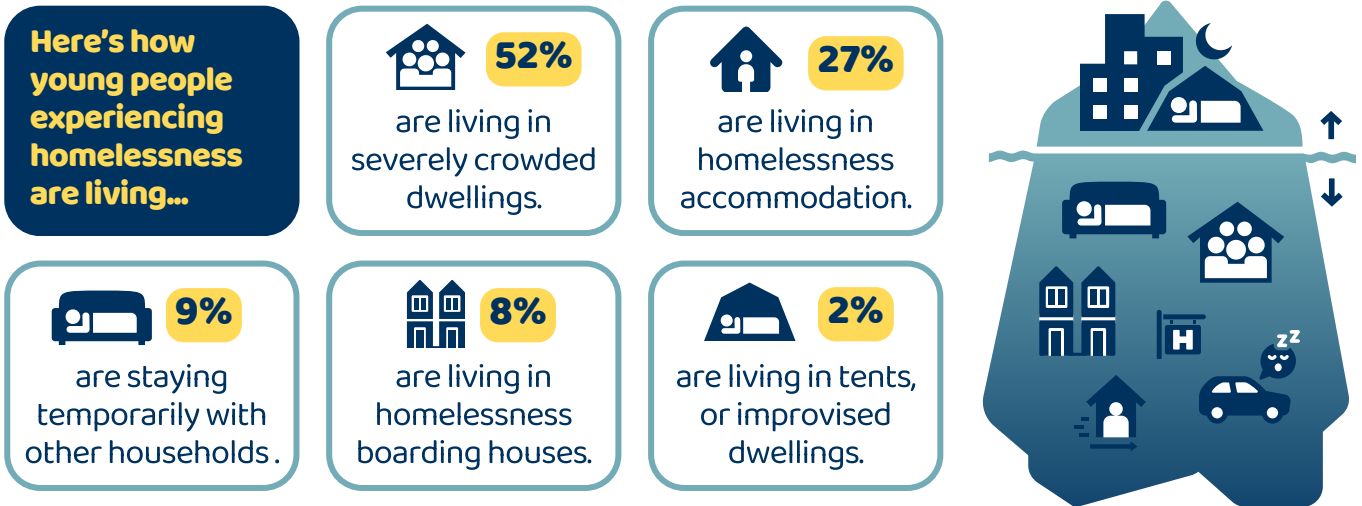 Here's how
young people
experiencing
homelessness
are living...
52%
are living in
severely crowded
dwellings.
27%
are living in
homelessness
accommodation.
9%
are staying
temporarily with
other households .
8%
are living in
homelessness
boarding houses.
2%
are living in tents,
or improvised
dwellings.
H
zz